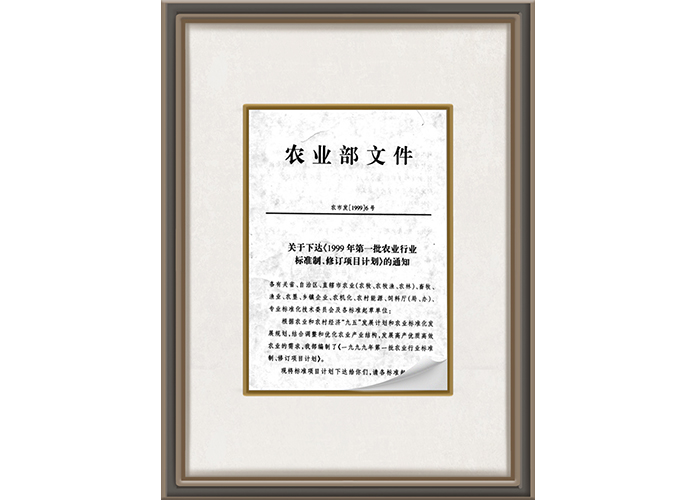 农业部文件
农市发[1999]6号
关于下达《1999年第一批农业行业
标准制、修订项目计划》的通知
各有关省、自治区、直辖市农业(农牧、农牧渔、农林)、畜牧、
渔业、农垦、乡镇企业、农机化、农村能源、饲料厅(局、办)、
专业标准化技术委员会及各标准起草单位:
根据农业和农村经济“九五”发展计划和农业标准化发
展规划,结合调整和优化农业产业结构,发展高产优质高效
农业的需求,我部编制了《一九九九年第一批农业行业标准
制、修订项目计划》。
现将标准项目计划下达给你们,请各标准